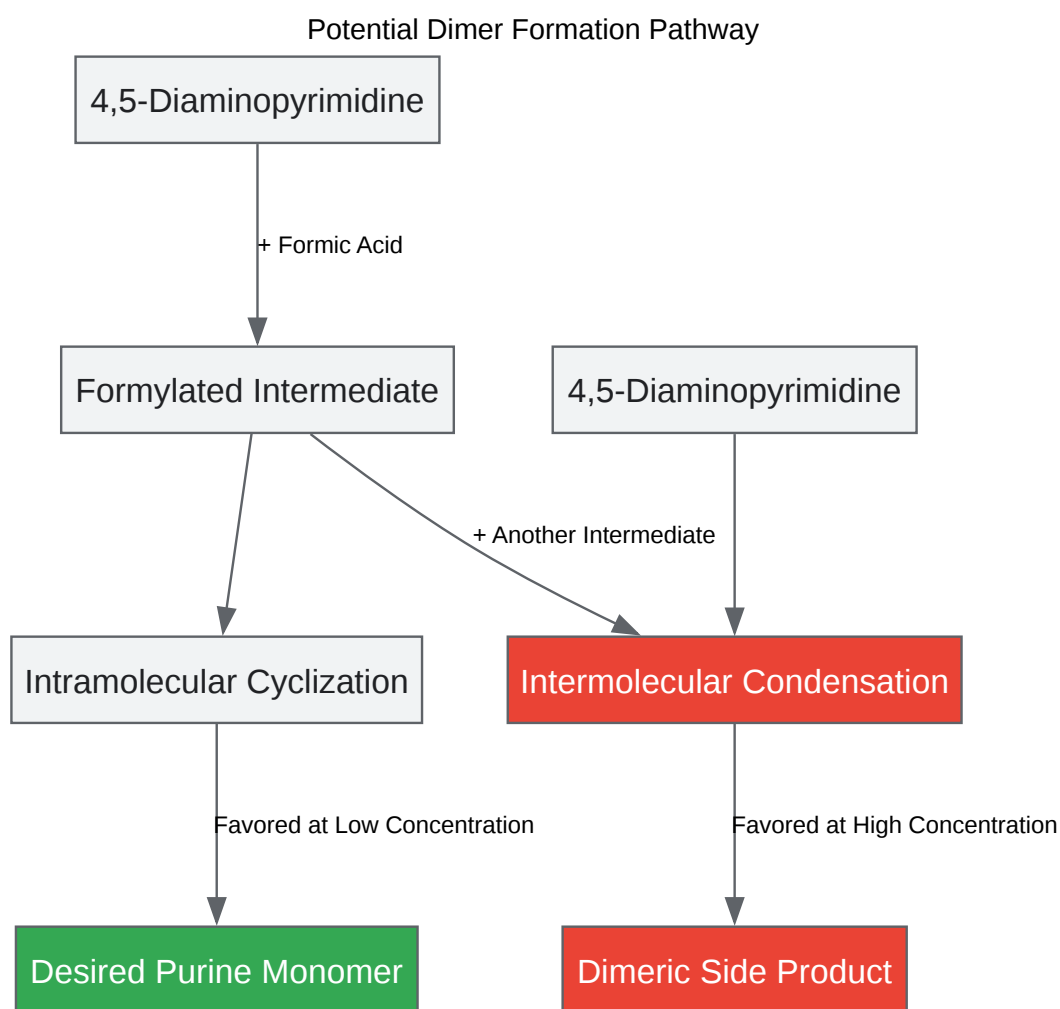 Potential Dimer Formation Pathway
4,5-Diaminopyrimidine
+ Formic Acid
Formylated Intermediate
4,5-Diaminopyrimidine
+ Another Intermediate
Intramolecular Cyclization
Intermolecular Condensation
Favored at Low Concentration
Favored at High Concentration
Desired Purine Monomer
Dimeric Side Product